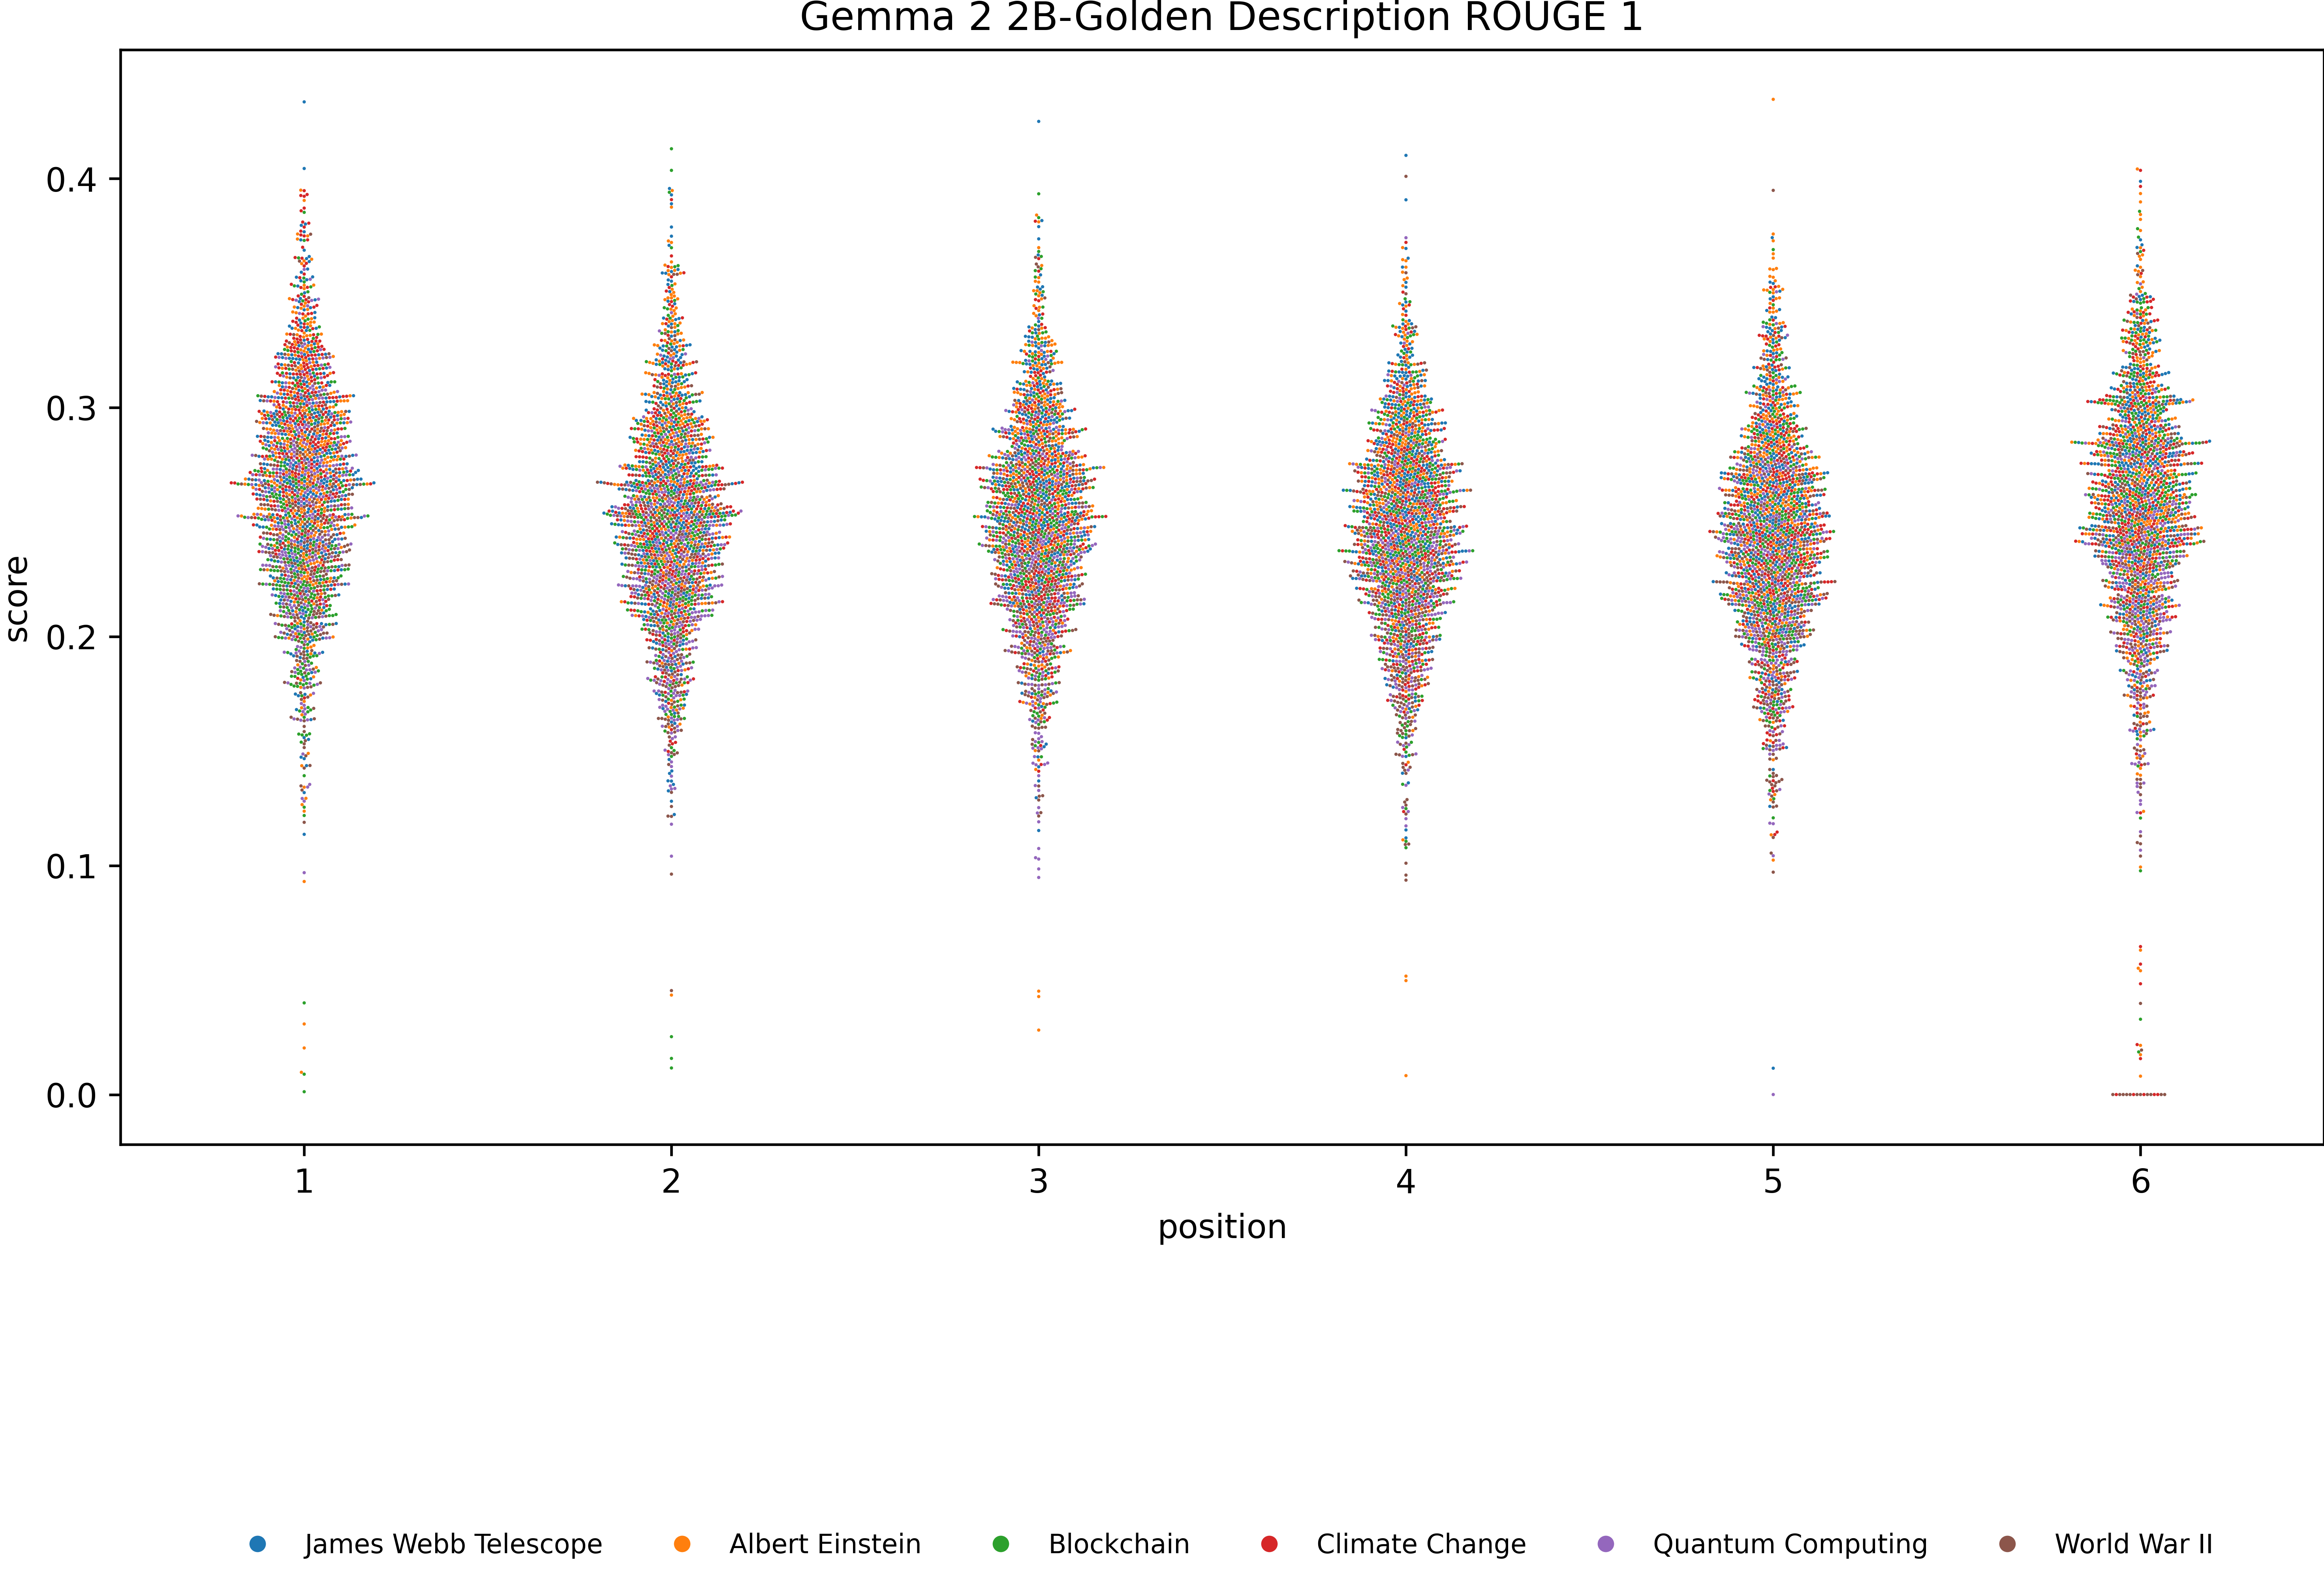 Gemma 2 2B-Golden Description ROUGE 1
score
0.4
0.3
0.2
0.1
0.0
1 2 3 4 5 6
position
James Webb Telescope Albert Einstein Blockchain Climate Change Quantum Computing World War II